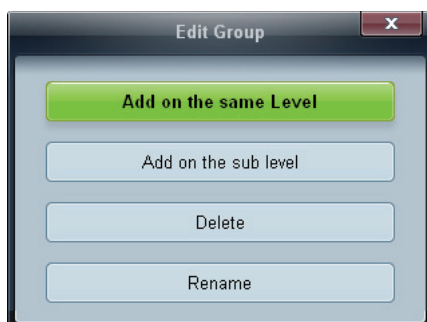 Edit Group
x
Add on the same Level
Add on the sub level
Delete
Rename